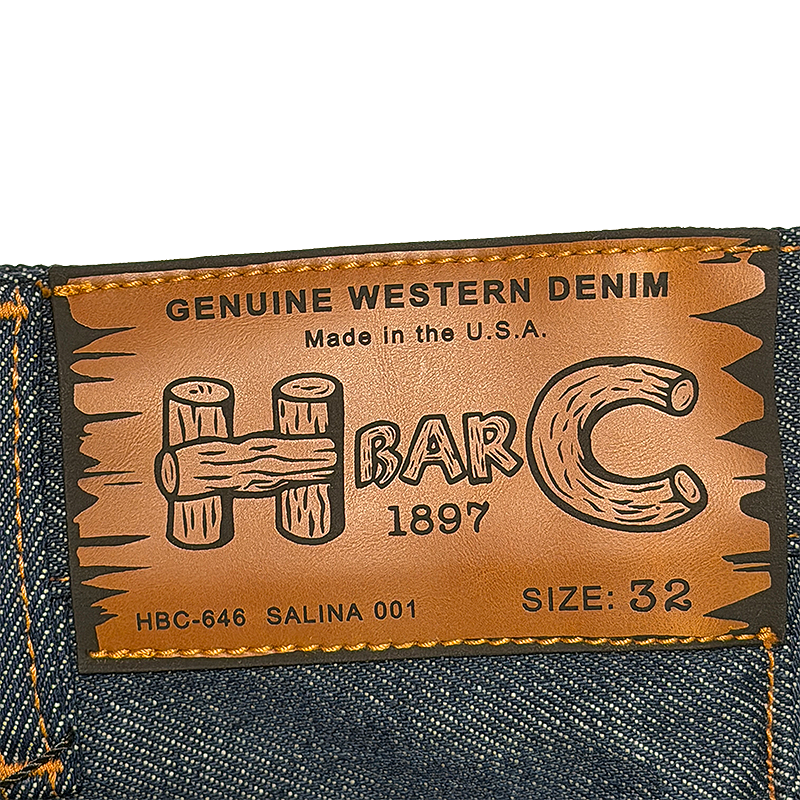 GENUINE WESTERN DENIM
Made in the U.S.A.
H BAR C
1897
HBC-646 SALINA 001
SIZE: 32